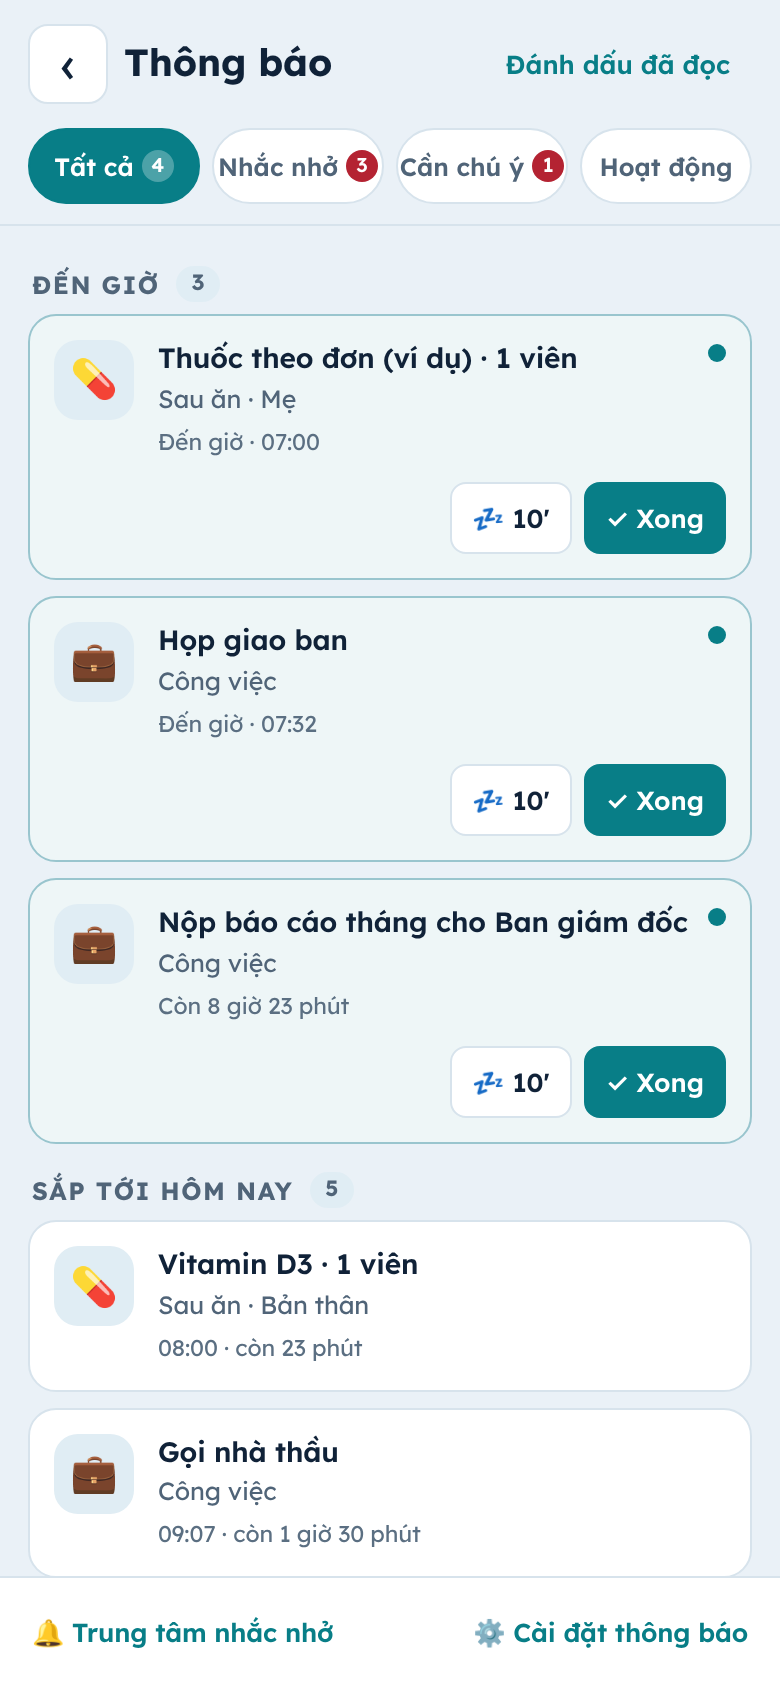 ‹ Thông báo Đánh dấu đã đọc
Tất cả 4 Nhắc nhở 3 Cần chú ý 1 Hoạt động
ĐẾN GIỜ 3
Thuốc theo đơn (ví dụ) · 1 viên
Sau ăn · Mẹ
Đến giờ · 07:00
💤 10' ✓ Xong
Họp giao ban
Công việc
Đến giờ · 07:32
💤 10' ✓ Xong
Nộp báo cáo tháng cho Ban giám đốc
Công việc
Còn 8 giờ 23 phút
💤 10' ✓ Xong
SẮP TỚI HÔM NAY 5
Vitamin D3 · 1 viên
Sau ăn · Bản thân
08:00 · còn 23 phút
Gọi nhà thầu
Công việc
09:07 · còn 1 giờ 30 phút
🔔 Trung tâm nhắc nhở ⚙️ Cài đặt thông báo